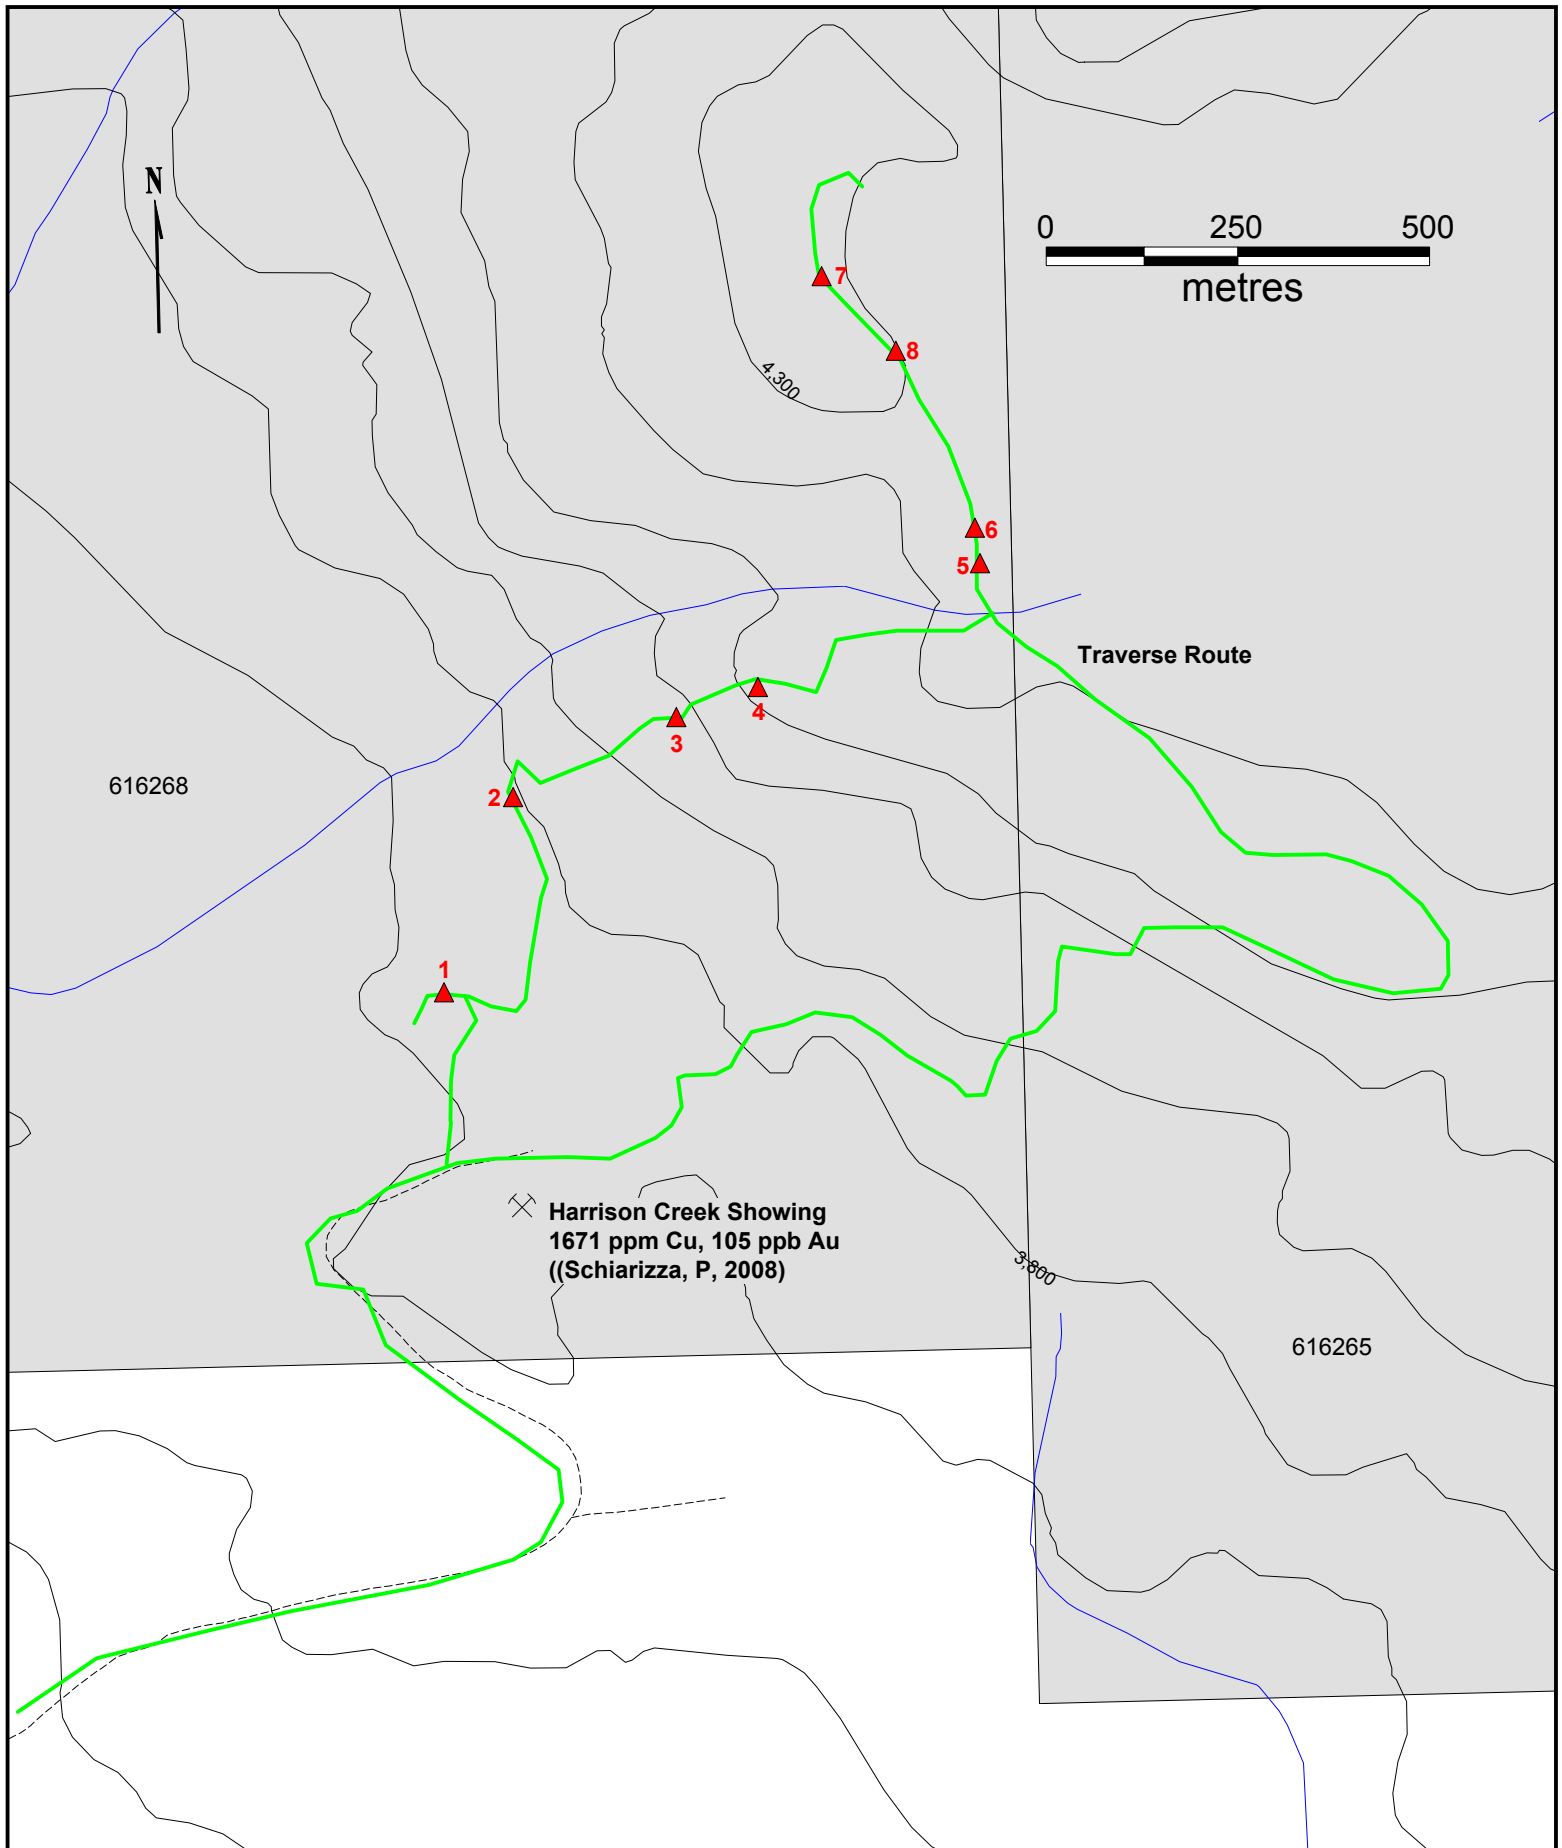 N
0 250 500
metres
7
8
4,300
6
5
Traverse Route
4
3
616268
2
1
Harrison Creek Showing
1671 ppm Cu, 105 ppb Au
((Schiarizza, P, 2008)
3,800
616265